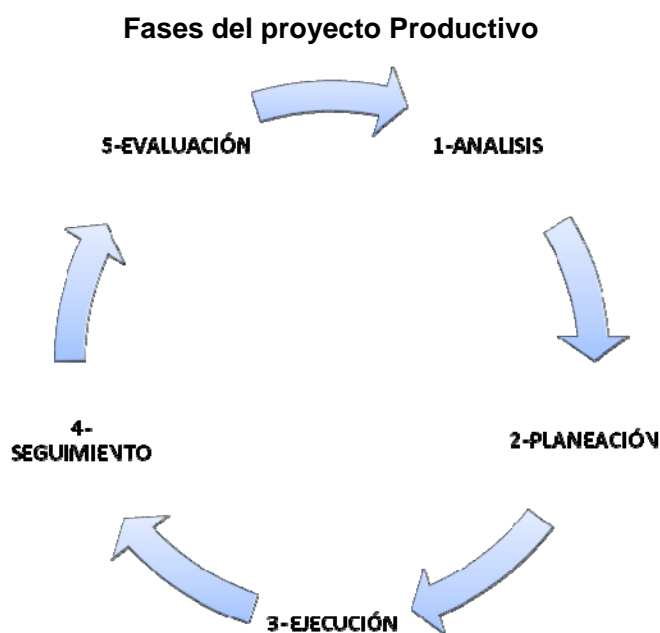 Fases del proyecto Productivo
1-ANALISIS
2-PLANEACIÓN
3-EJECUCIÓN
4-
SEGUIMIENTO
5-EVALUACIÓN